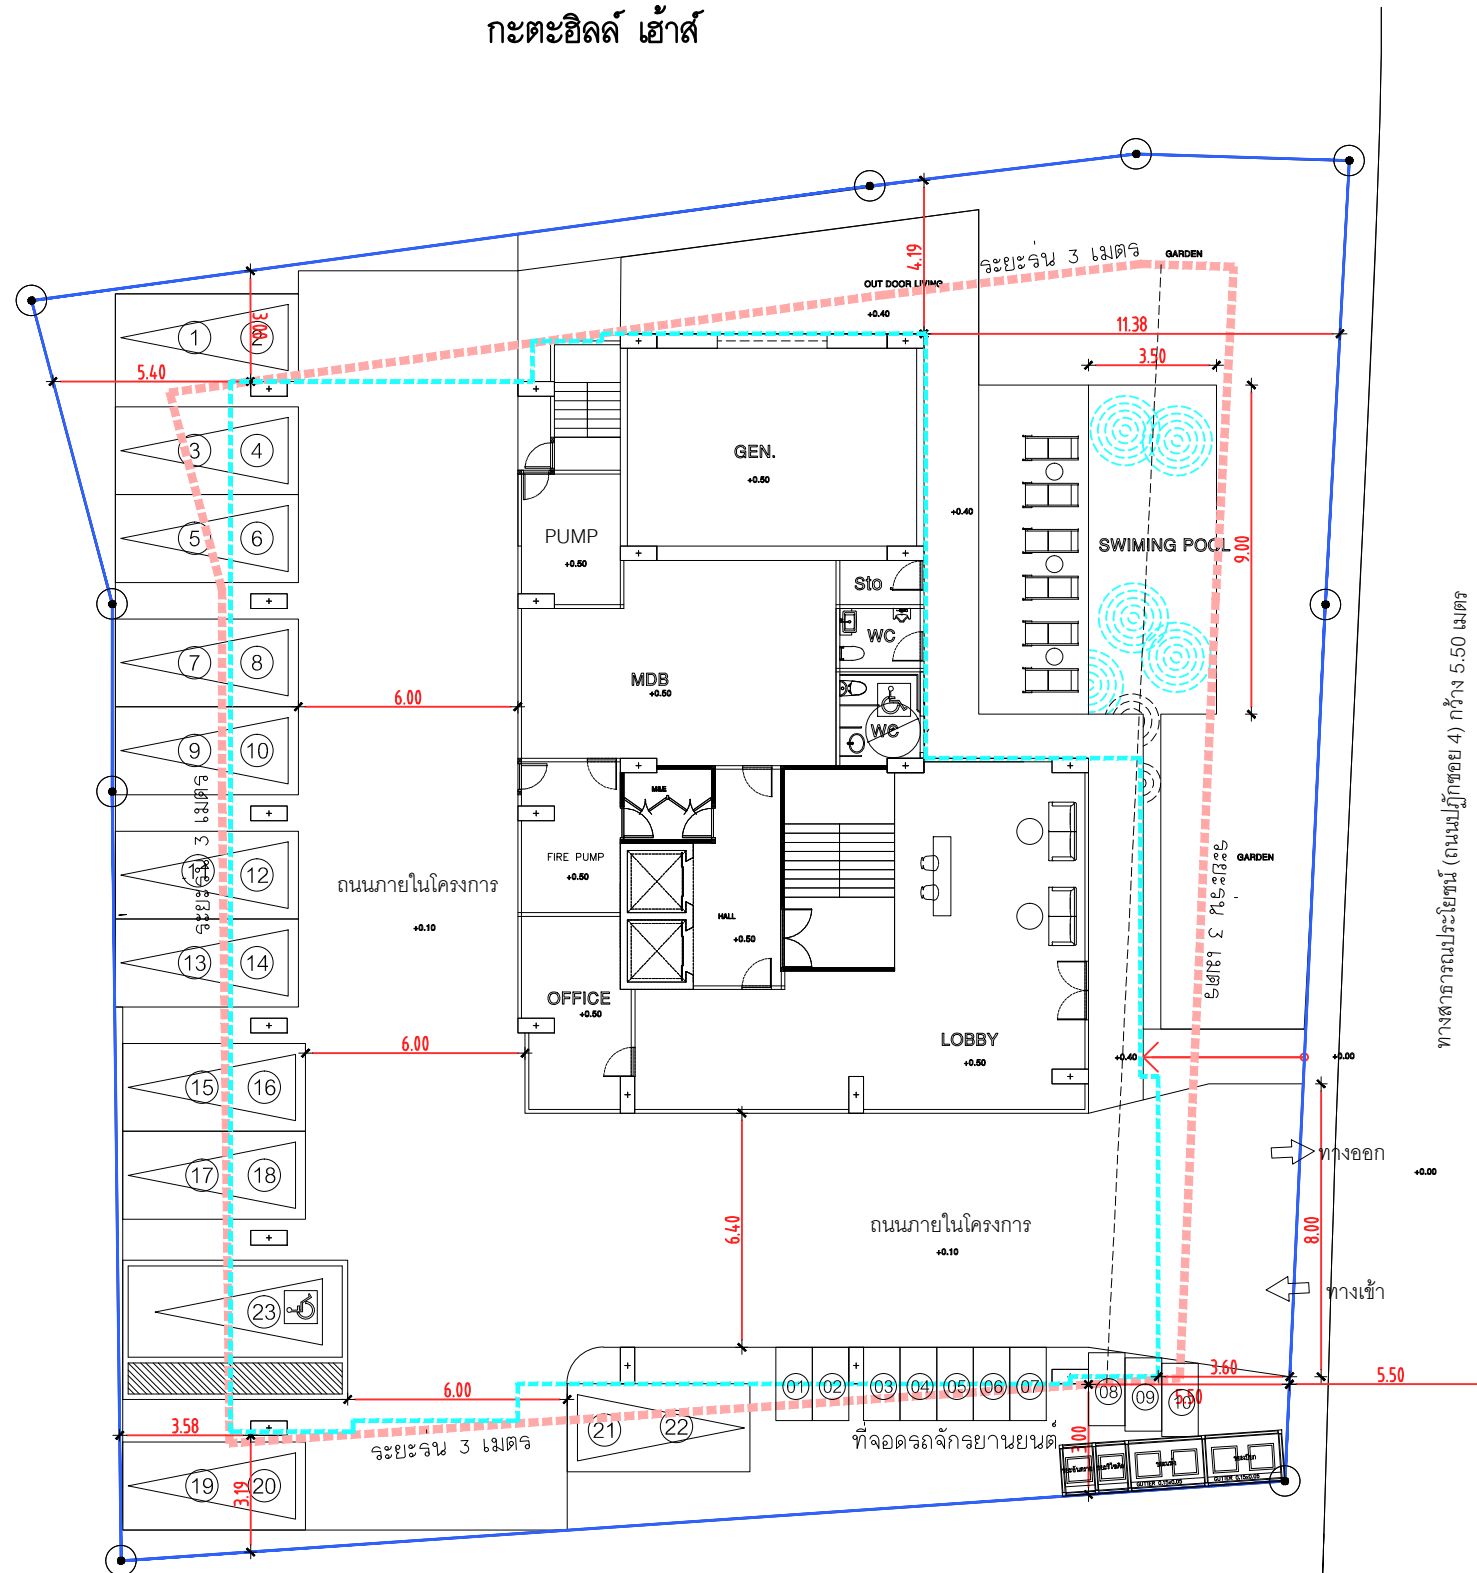 กะตะฮิลล์ เฮ้าส์
GARDEN
ระยะร่น 3 เมตร
4.19
OUT DOOR LIVING
+0.40
3.06
1
2
11.38
3.50
5.40
3
4
GEN.
+0.50
5
6
PUMP
+0.50
+0.40
SWIMING POOL
9.00
Sto
WC
7
8
MDB
+0.50
6.00
WC
9
10
ระยะร่น 3 เมตร
M&E
11
12
FIRE PUMP
+0.50
ถนนภายในโครงการ
+0.10
HALL
+0.50
GARDEN
ระยะร่น 3 เมตร
ทางสาธารณประโยชน์ (ถนนปฏักซอย 4) กว้าง 5.50 เมตร
13
14
OFFICE
+0.50
6.00
LOBBY
+0.50
+0.40
+0.00
15
16
17
18
ทางออก
+0.00
6.40
ถนนภายในโครงการ
+0.10
8.00
ทางเข้า
23
01
02
03
04
05
06
07
08
09
10
3.60
5.50
5.50
6.00
21
22
3.58
ระยะร่น 3 เมตร
ที่จอดรถจักรยานยนต์
3.00
19
20
3.19